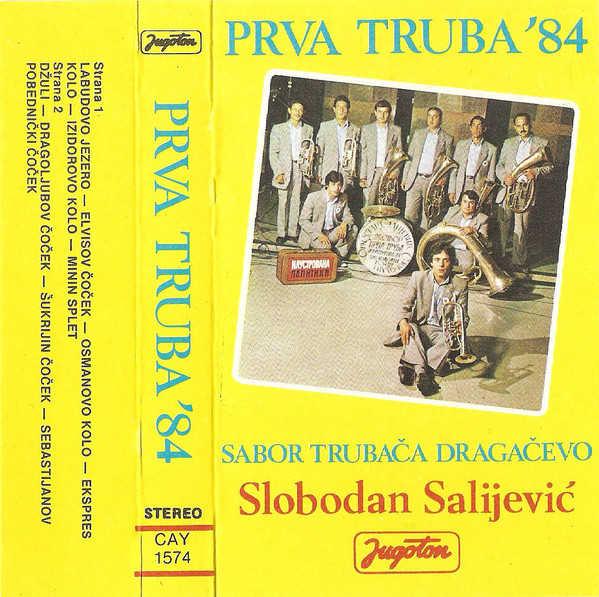 Strana 1
LABUDOVO JEZERO — ELVISOV ČOČEK — OSMANOVO KOLO — EKSPRES
KOLO — IZIDOROVO KOLO — MININ SPLET
Strana 2
DŽULI — DRAGOLJUBOV ČOČEK — ŠUKRIJIN ČOČEK — SEBASTIJANOV
POBEDNIČKI ČOČEK
Jugoton
PRVA TRUBA '84
STEREO
CAY
1574
PRVA TRUBA '84
ИЛУСТРОВАНА
ПОЛИТИКА
SABOR TRUBAČA DRAGAČEVO
Slobodan Salijević
Jugoton